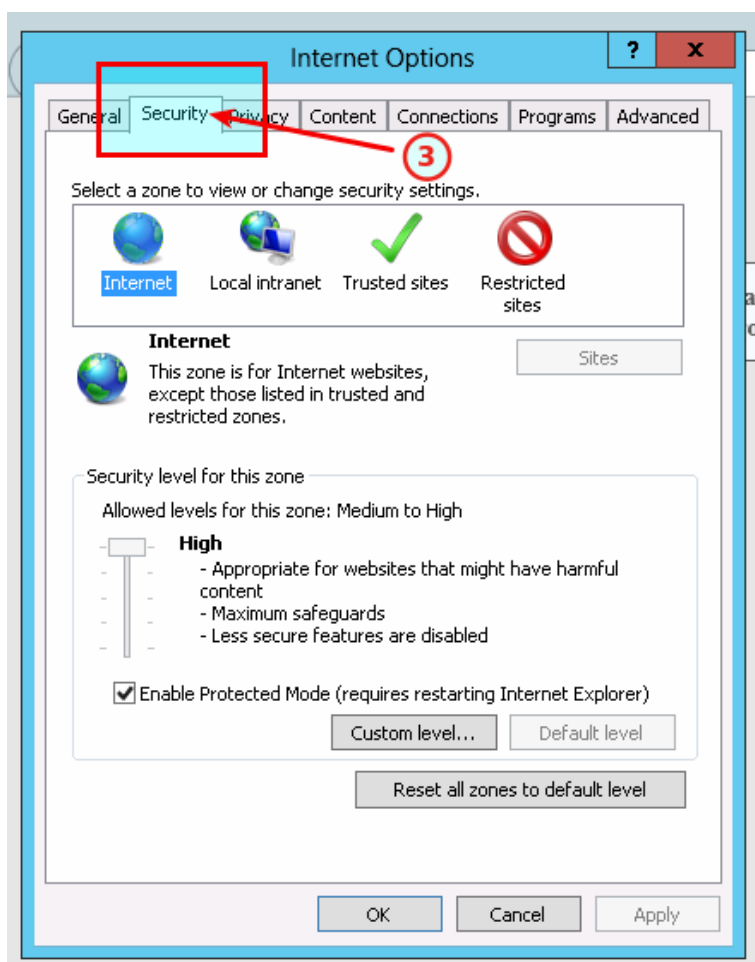 Internet Options
? x
General Security Privacy Content Connections Programs Advanced
3
Select a zone to view or change security settings.
Internet Local intranet Trusted sites Restricted
sites
Internet
Sites
This zone is for Internet websites,
except those listed in trusted and
restricted zones.
Security level for this zone
Allowed levels for this zone: Medium to High
High
- Appropriate for websites that might have harmful
content
- Maximum safeguards
- Less secure features are disabled
Enable Protected Mode (requires restarting Internet Explorer)
Custom level... Default level
Reset all zones to default level
OK Cancel Apply